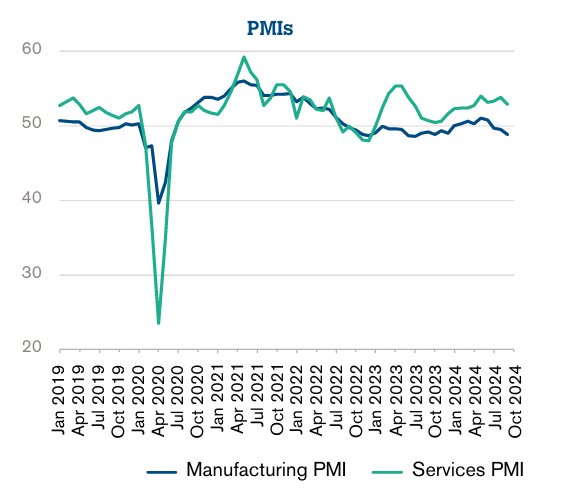 PMIs
60
50
40
30
20
Jan 2019
Apr 2019
Jul 2019
Oct 2019
Jan 2020
Apr 2020
Jul 2020
Oct 2020
Jan 2021
Apr 2021
Jul 2021
Oct 2021
Jan 2022
Apr 2022
Jul 2022
Oct 2022
Jan 2023
Apr 2023
Jul 2023
Oct 2023
Jan 2024
Apr 2024
Jul 2024
Oct 2024
Manufacturing PMI
Services PMI